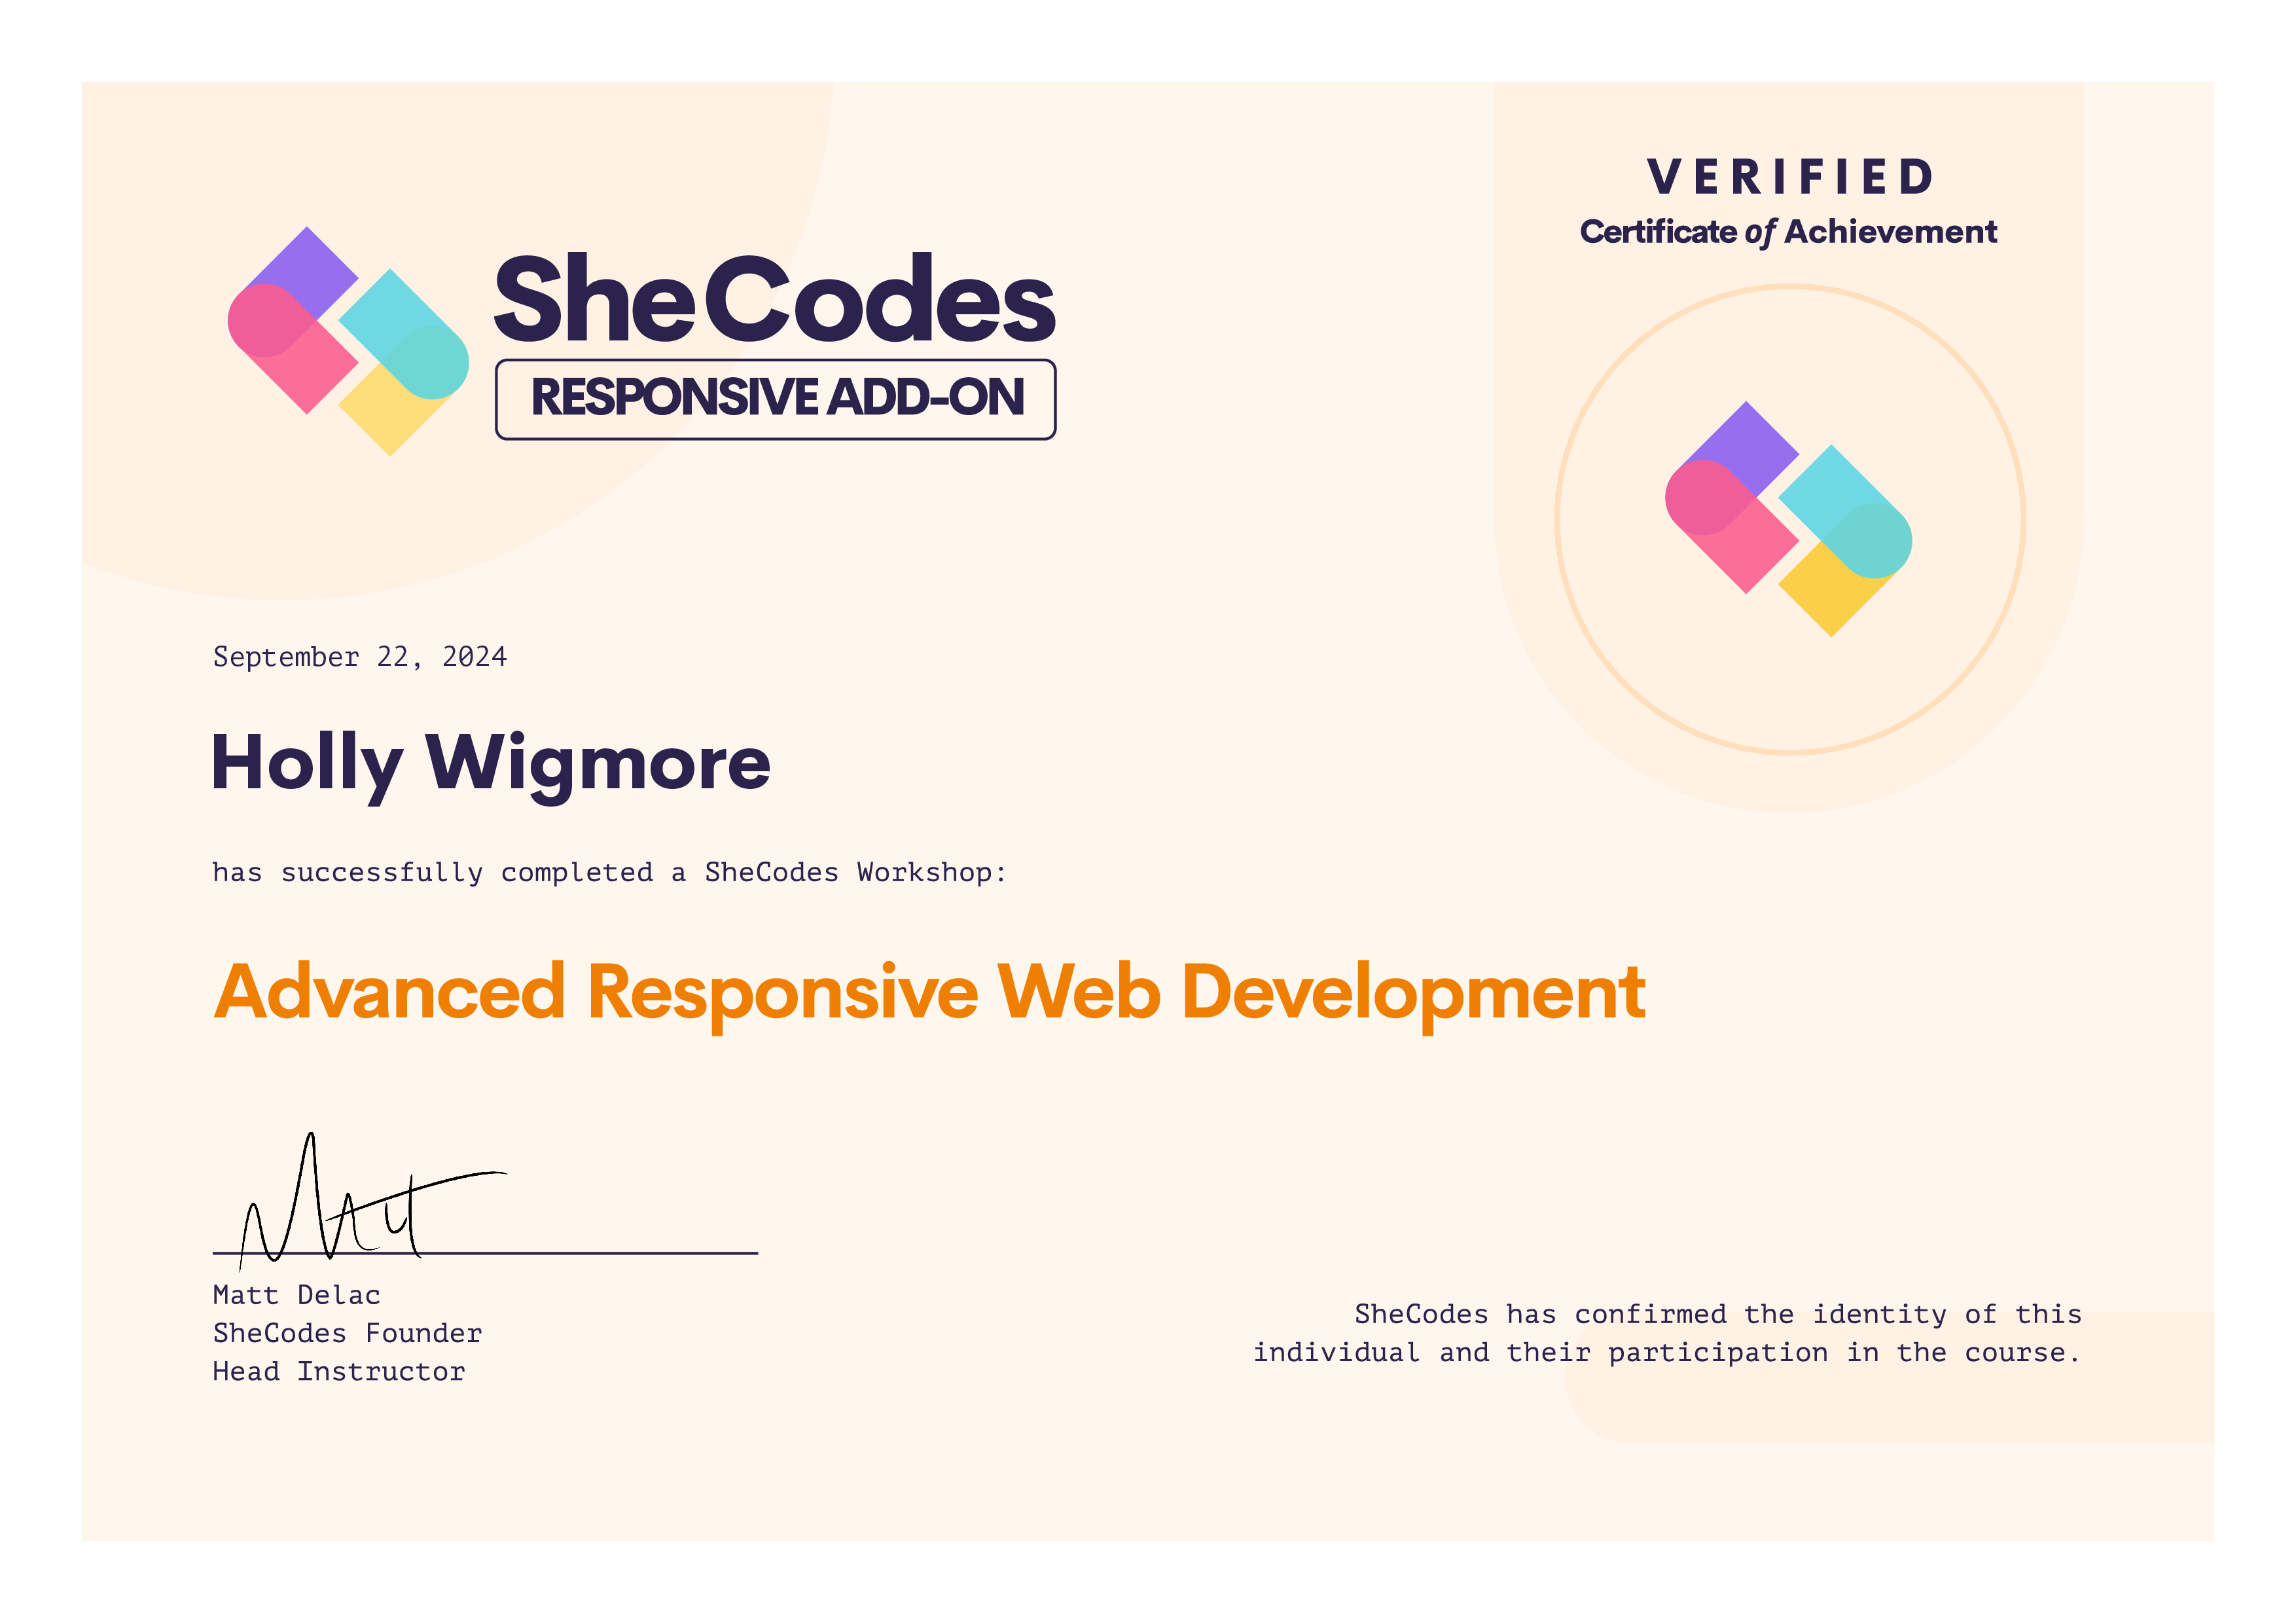 VERIFIED
Certificate of Achievement
SheCodes
RESPONSIVE ADD-ON
September 22, 2024
Holly Wigmore
has successfully completed a SheCodes Workshop:
Advanced Responsive Web Development
Matt
Matt Delac
SheCodes Founder
Head Instructor
SheCodes has confirmed the identity of this
individual and their participation in the course.